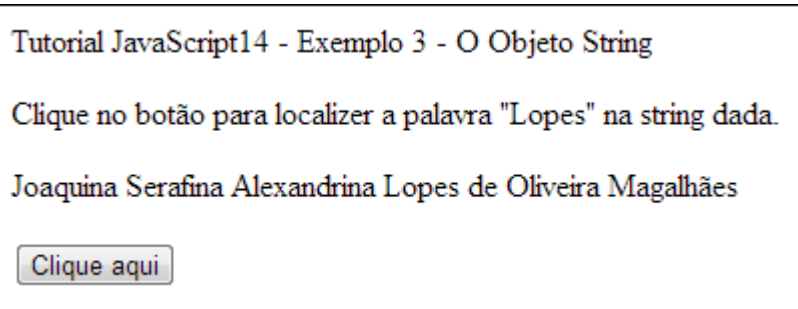 Tutorial JavaScript14 - Exemplo 3 - O Objeto String
Clique no botão para localizer a palavra "Lopes" na string dada.
Joaquina Serafina Alexandrina Lopes de Oliveira Magalhães
Clique aqui